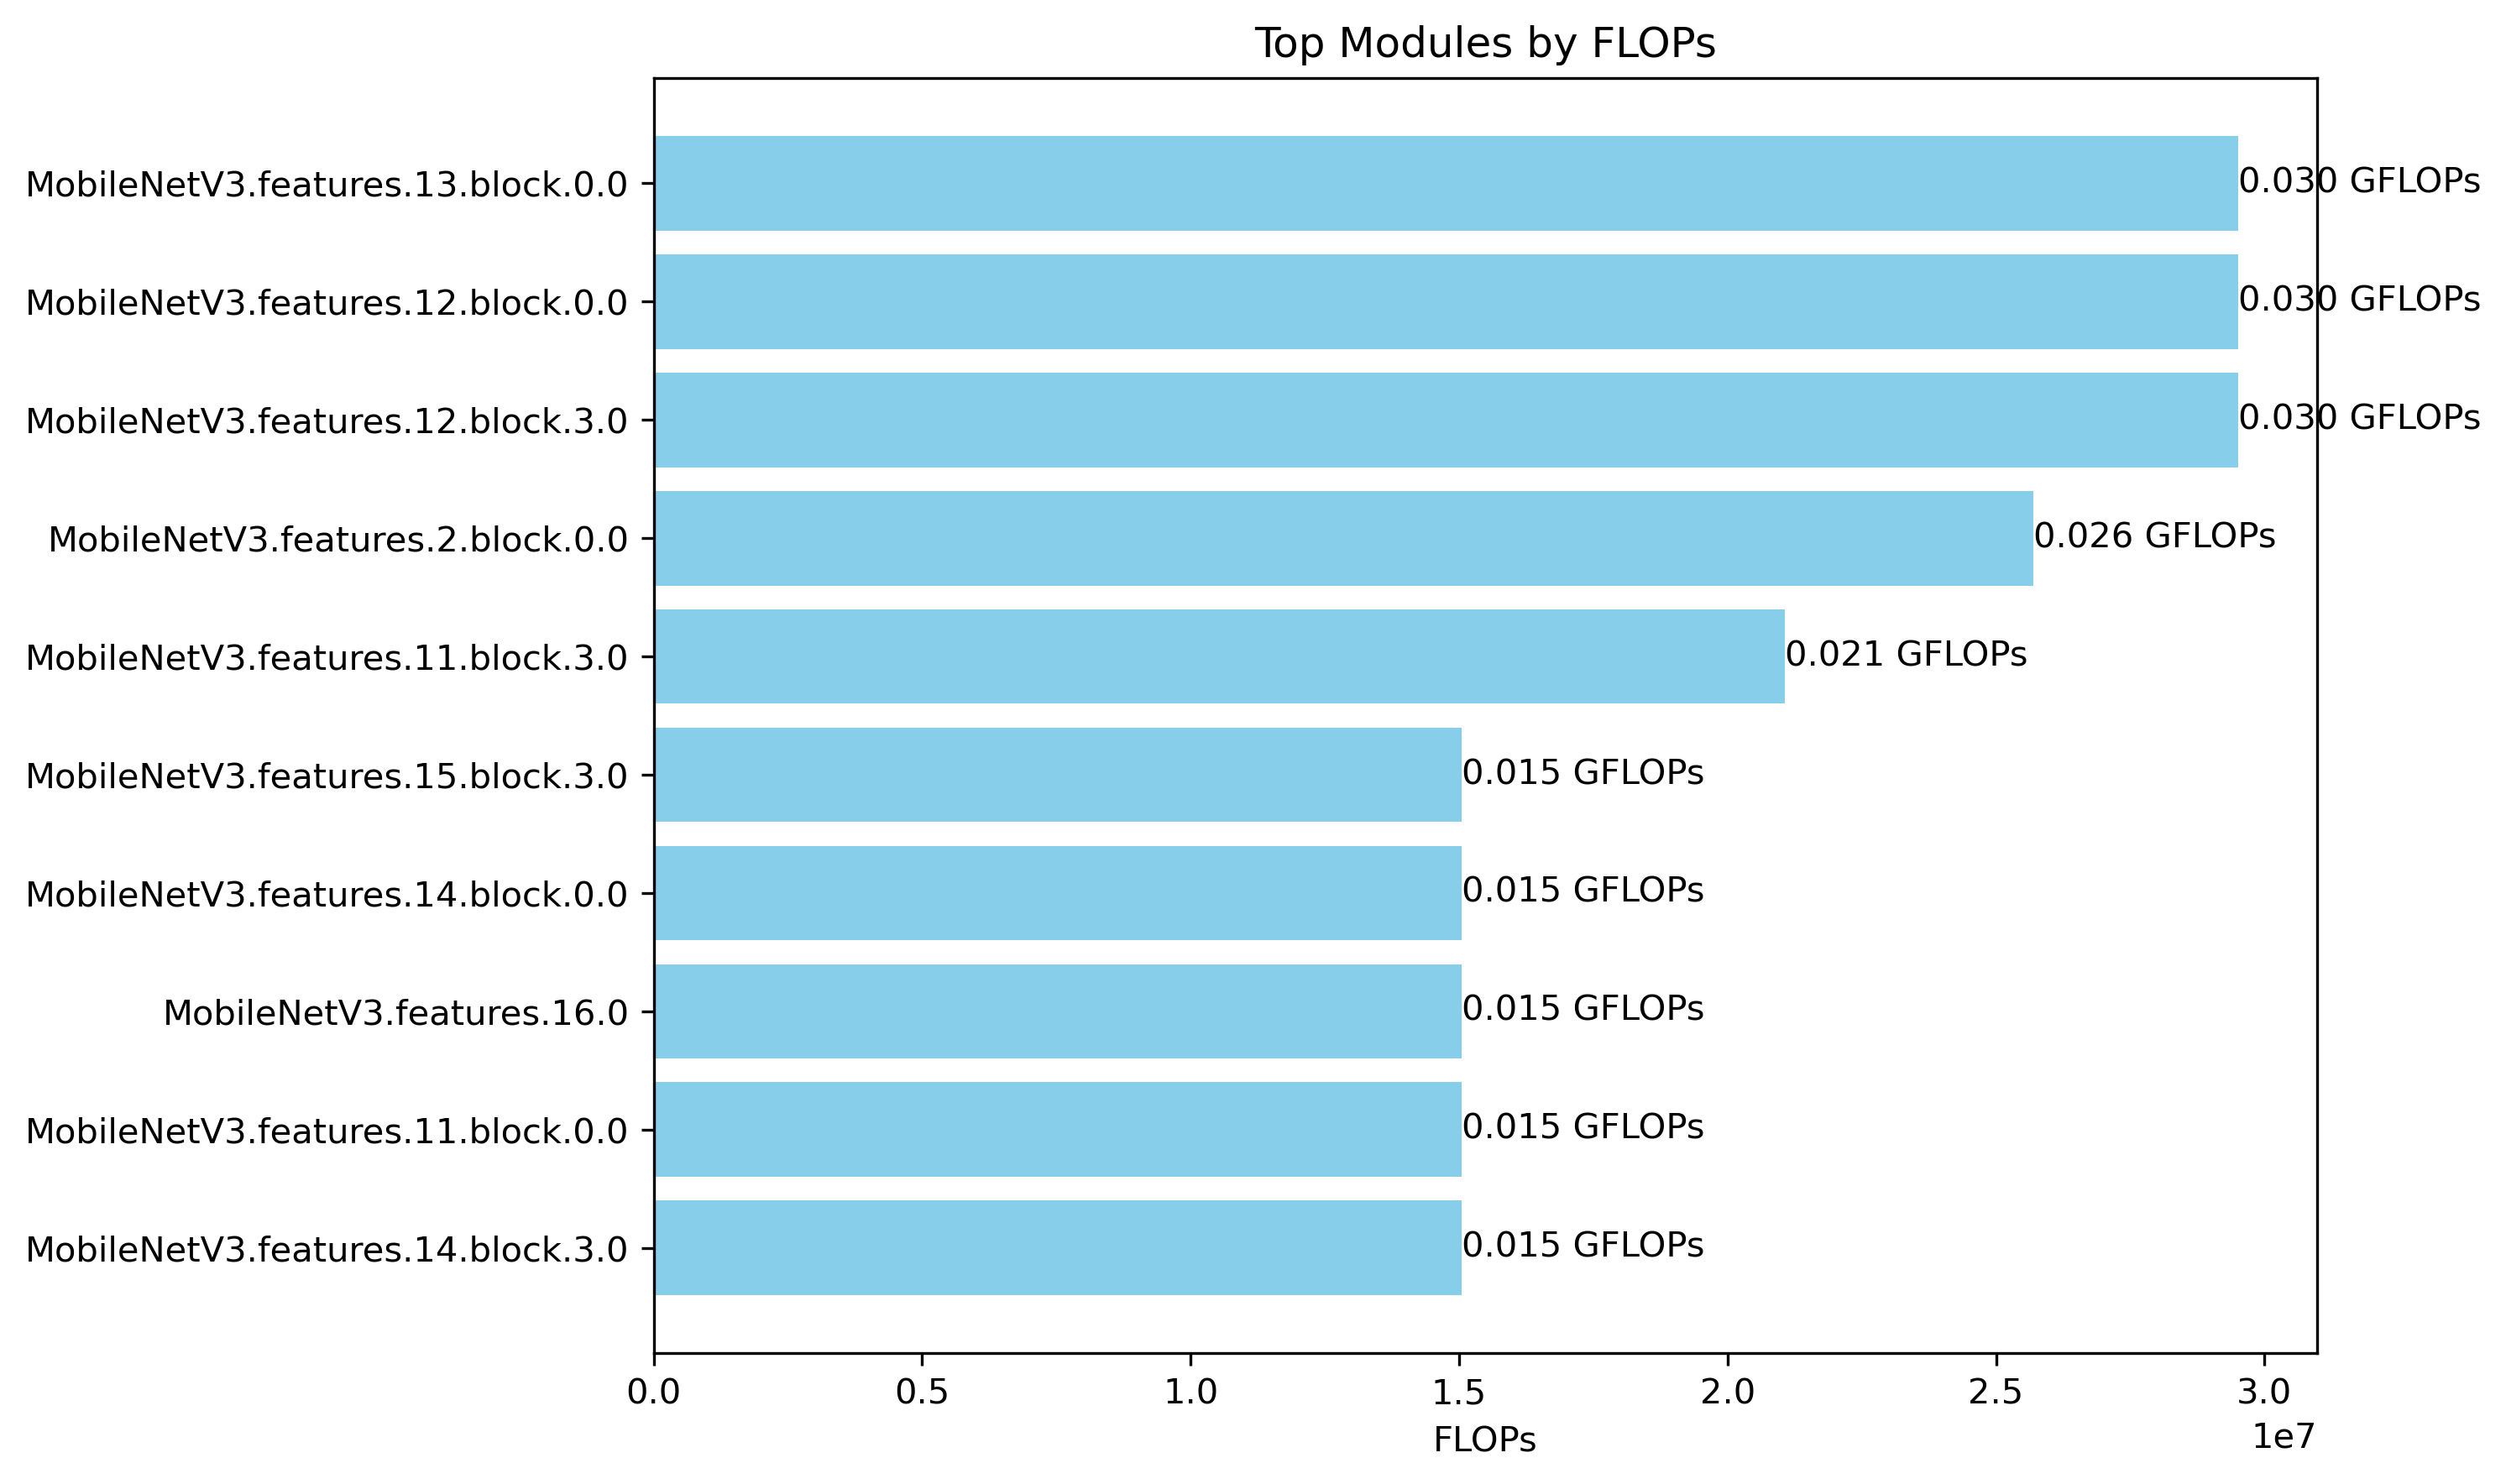 Top Modules by FLOPs
MobileNetV3.features.13.block.0.0 0.030 GFLOPs
MobileNetV3.features.12.block.0.0 0.030 GFLOPs
MobileNetV3.features.12.block.3.0 0.030 GFLOPs
MobileNetV3.features.2.block.0.0 0.026 GFLOPs
MobileNetV3.features.11.block.3.0 0.021 GFLOPs
MobileNetV3.features.15.block.3.0 0.015 GFLOPs
MobileNetV3.features.14.block.0.0 0.015 GFLOPs
MobileNetV3.features.16.0 0.015 GFLOPs
MobileNetV3.features.11.block.0.0 0.015 GFLOPs
MobileNetV3.features.14.block.3.0 0.015 GFLOPs
0.0 0.5 1.0 1.5 2.0 2.5 3.0
FLOPs 1e7